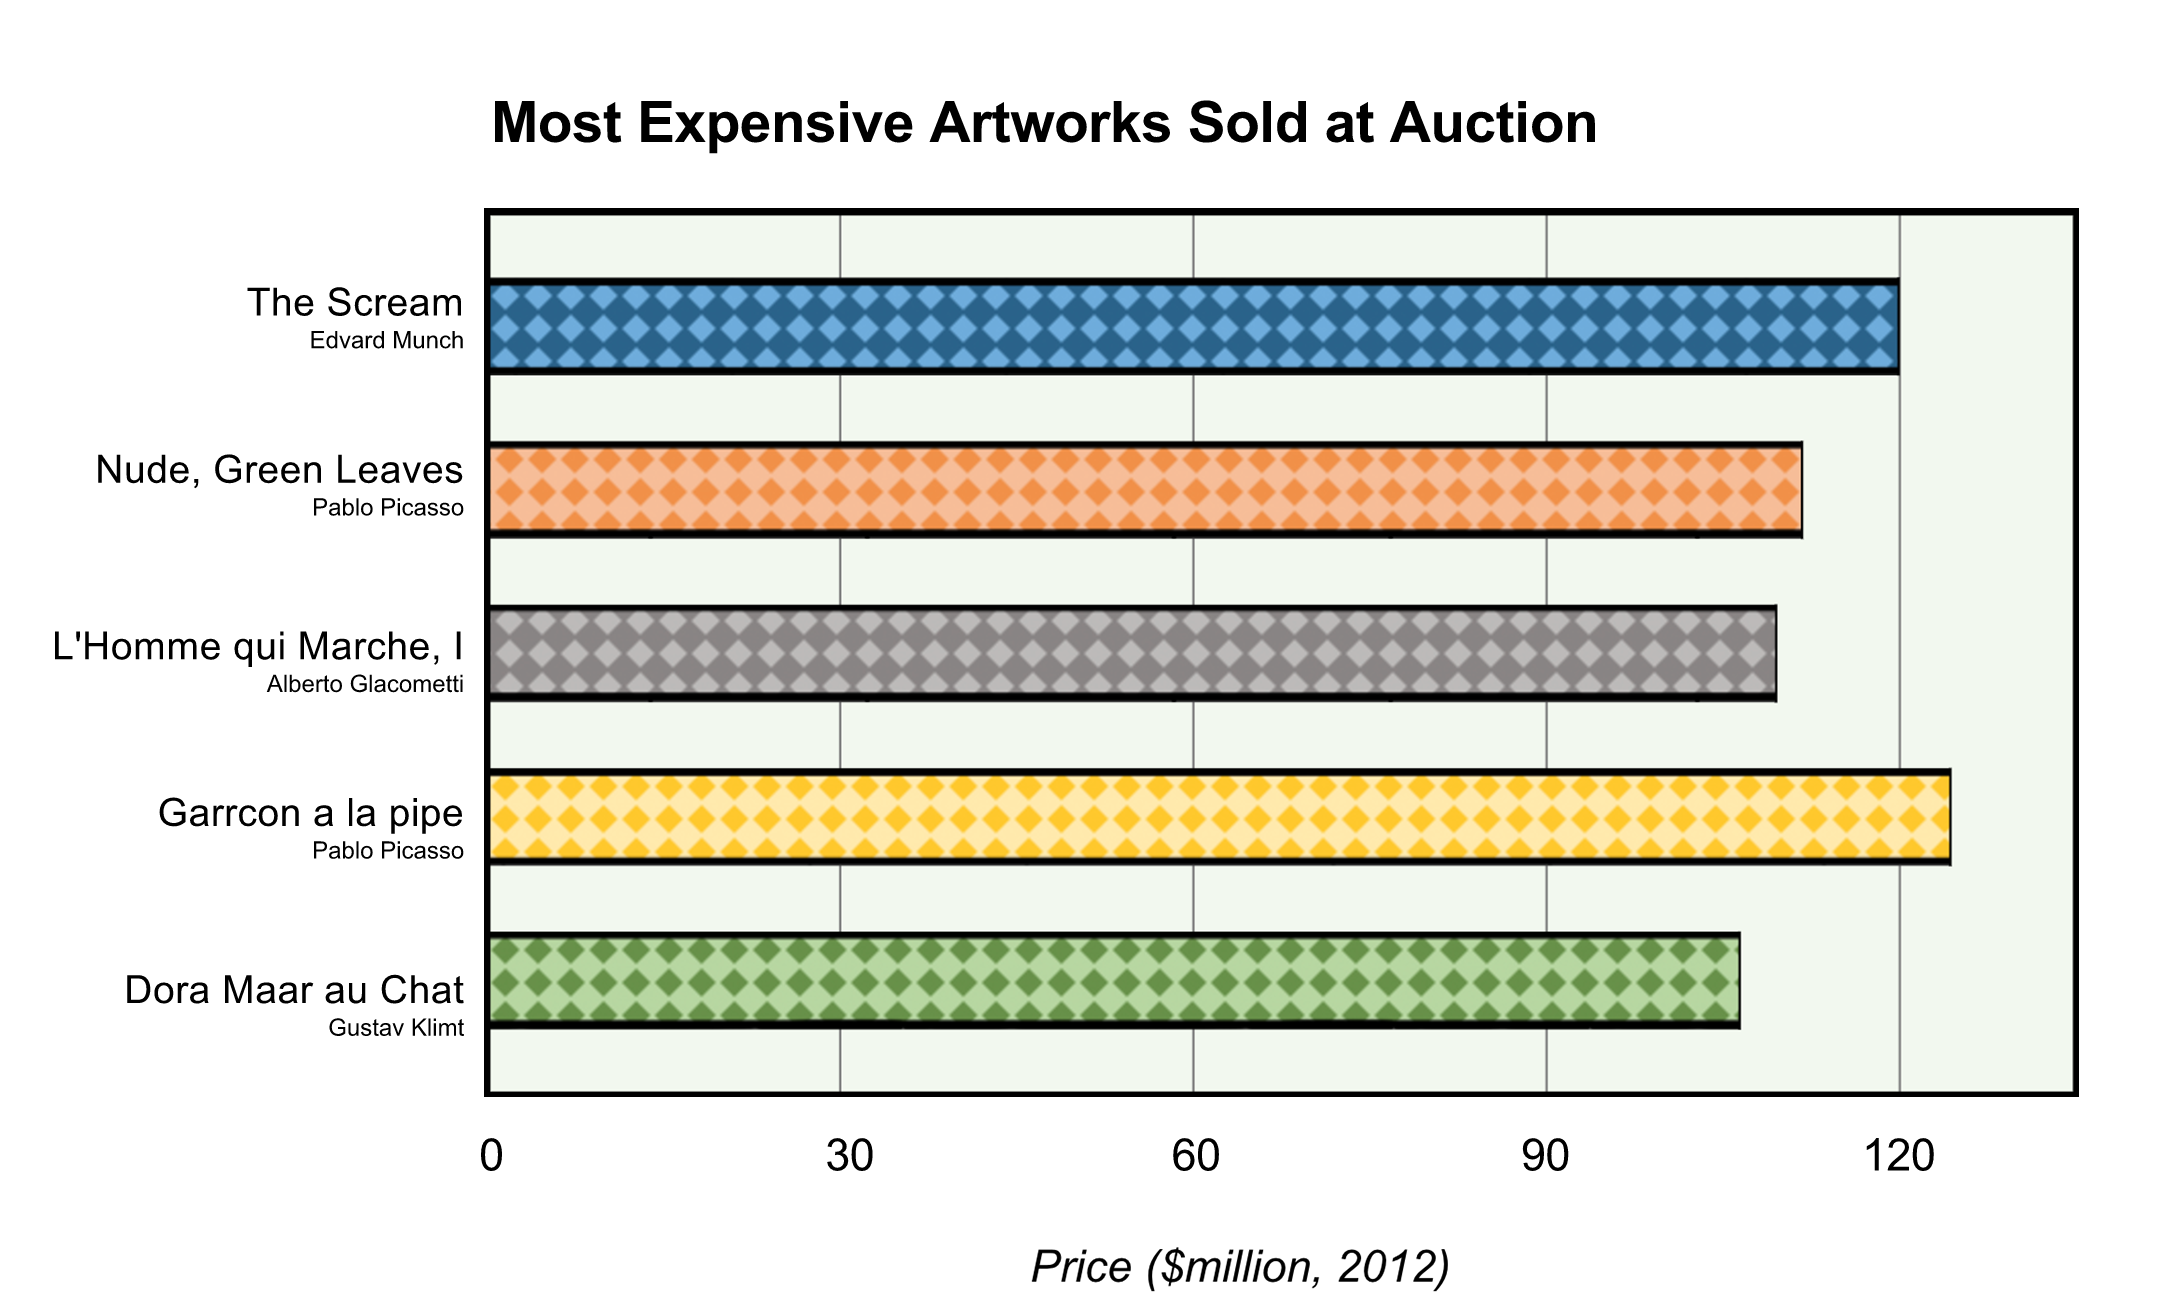 Most Expensive Artworks Sold at Auction
The Scream
Edvard Munch
Nude, Green Leaves
Pablo Picasso
L'Homme qui Marche, I
Alberto Glacometti
Garrcon a la pipe
Pablo Picasso
Dora Maar au Chat
Gustav Klimt
0 30 60 90 120
Price ($million, 2012)